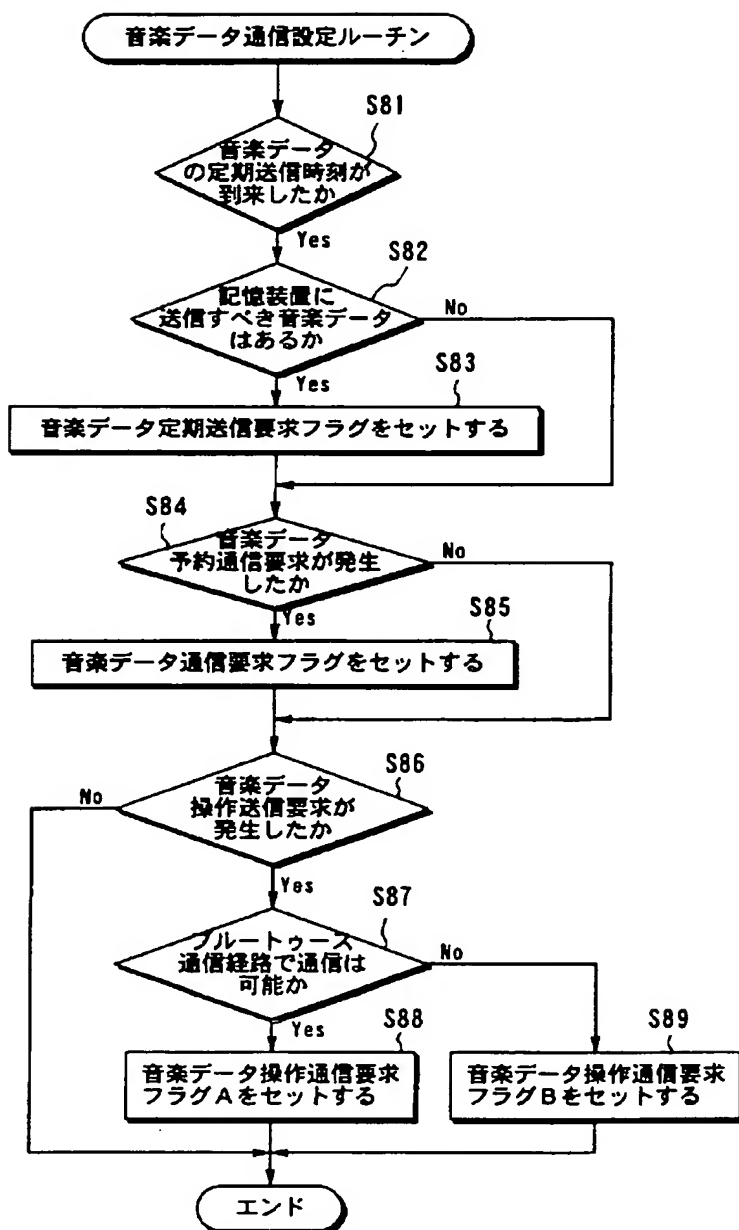 音楽データ通信設定ルーチン
S81
音楽データ
の定期送信時刻が
到来したか
Yes
S82
記憶装置に
送信すべき音楽データ
はあるか
No
Yes
S83
音楽データ定期送信要求フラグをセットする
S84
音楽データ
予約通信要求が発生
したか
No
Yes
S85
音楽データ通信要求フラグをセットする
S86
音楽データ
操作送信要求が
発生したか
No
Yes
S87
ブルートゥース
通信経路で通信は
可能か
No
Yes
S88
音楽データ操作通信要求
フラグAをセットする
S89
音楽データ操作通信要求
フラグBをセットする
エンド